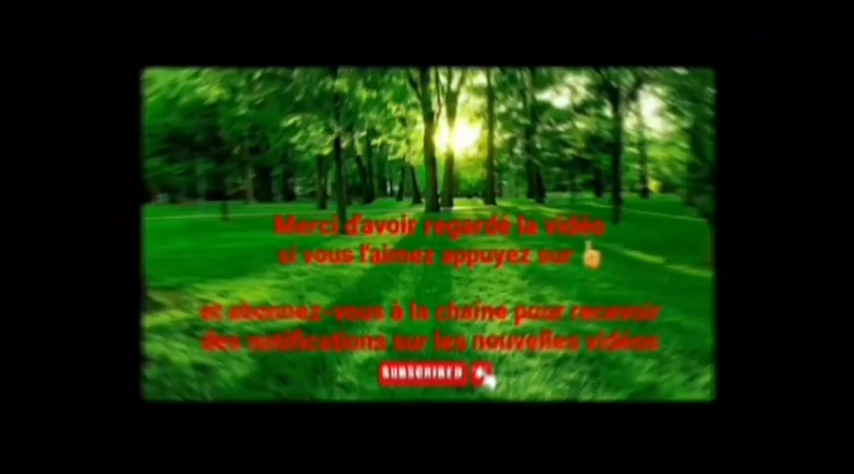 Merci d'avoir regardé la vidéo
si vous l'aimez appuyez sur
et abonnez-vous à la chaîne pour recevoir
des notifications sur les nouvelles vidéos
SUBSCRIBED